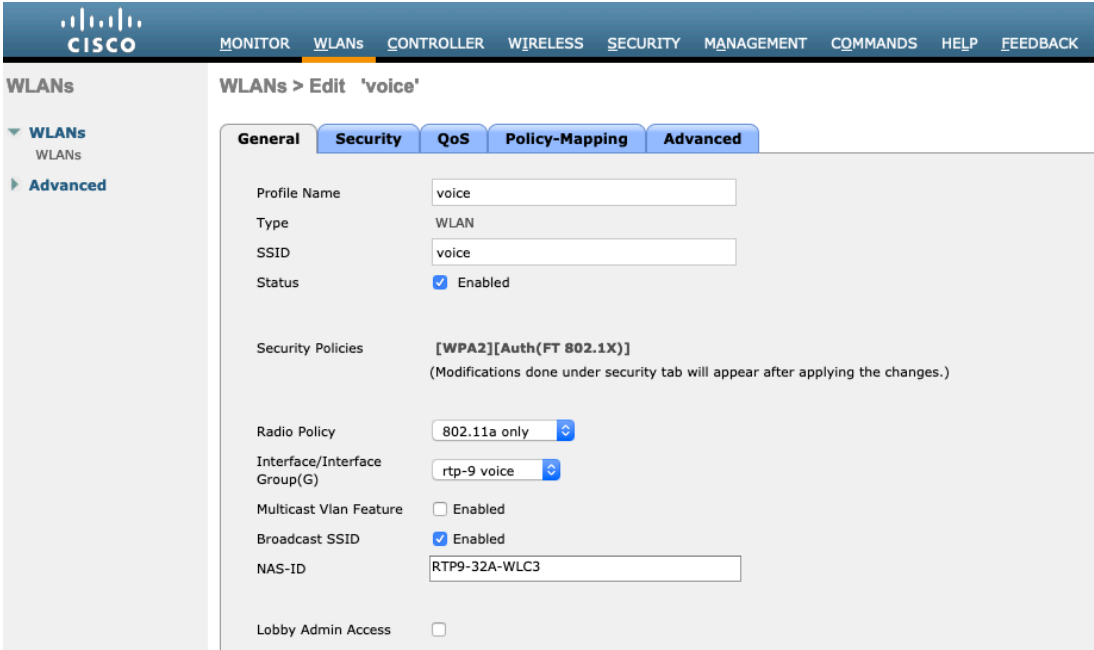 CISCO
MONITOR WLANs CONTROLLER WIRELESS SECURITY MANAGEMENT COMMANDS HELP FEEDBACK
WLANs
WLANs > Edit 'voice'
WLANs
WLANs
Advanced
General Security QoS Policy-Mapping Advanced
Profile Name voice
Type WLAN
SSID voice
Status Enabled
Security Policies [WPA2][Auth(FT 802.1X)]
(Modifications done under security tab will appear after applying the changes.)
Radio Policy 802.11a only
Interface/Interface
Group(G) rtp-9 voice
Multicast Vlan Feature Enabled
Broadcast SSID Enabled
NAS-ID RTP9-32A-WLC3
Lobby Admin Access